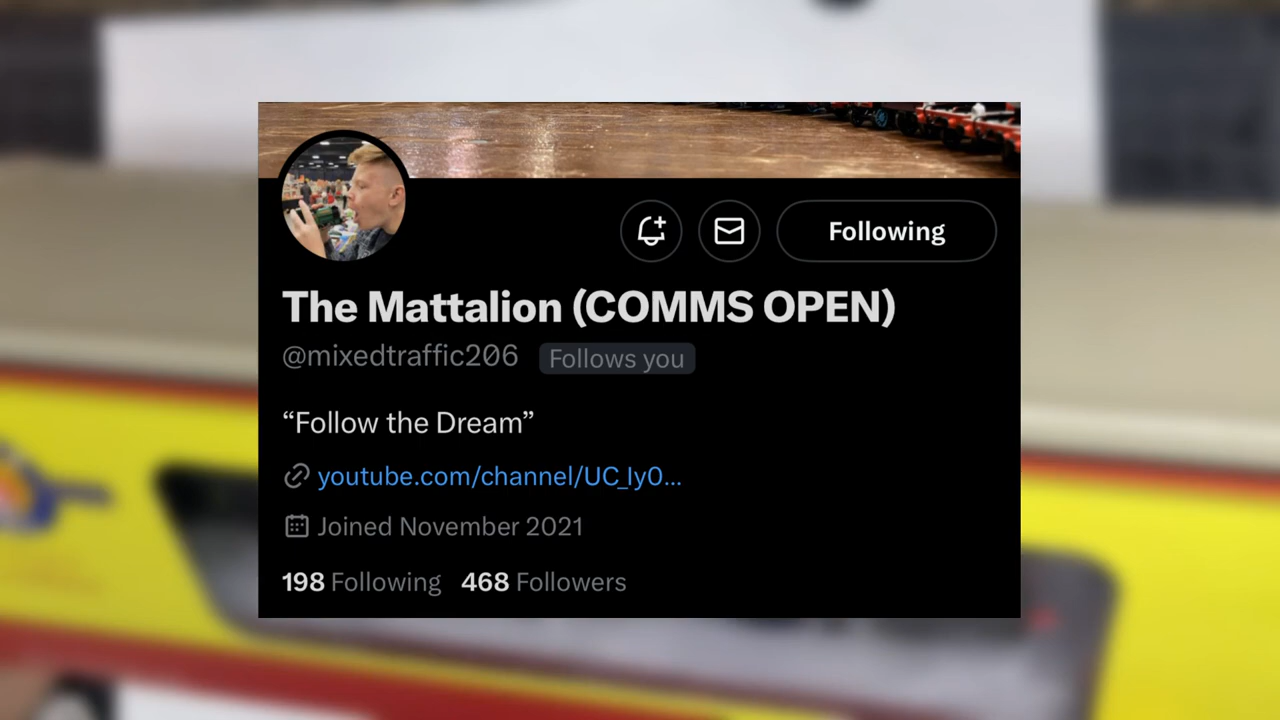 Following
The Mattalion (COMMS OPEN)
@mixedtraffic206 Follows you
“Follow the Dream”
youtube.com/channel/UC_Iy0...
Joined November 2021
198 Following 468 Followers